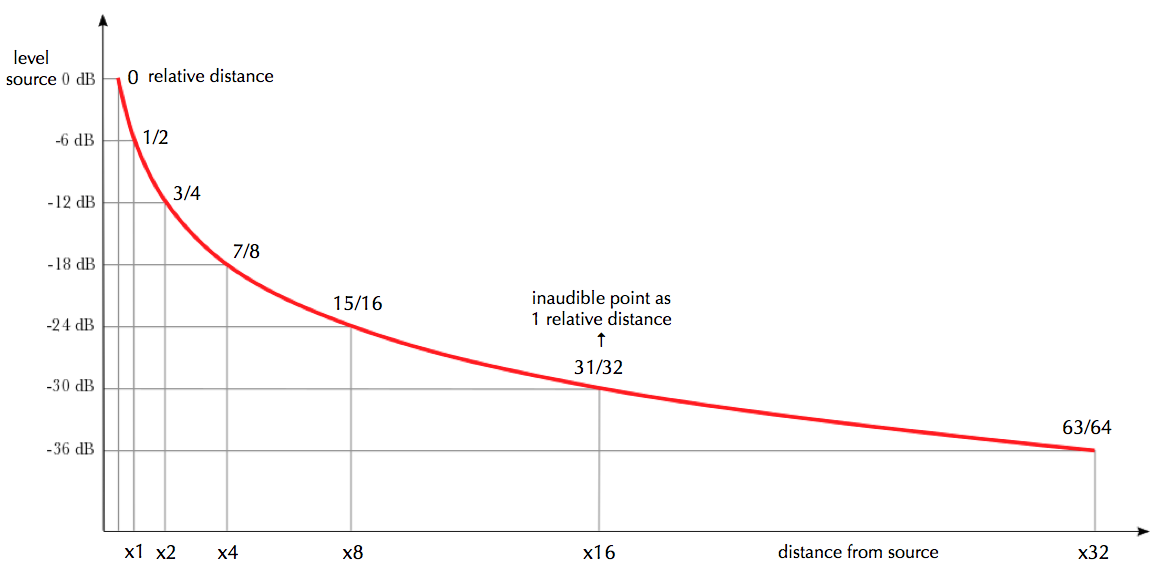 level
source 0 dB
0 relative distance
-6 dB
1/2
-12 dB
3/4
-18 dB
7/8
-24 dB
15/16
inaudible point as
1 relative distance
↑
31/32
-30 dB
63/64
-36 dB
x1 x2 x4 x8 x16 distance from source x32